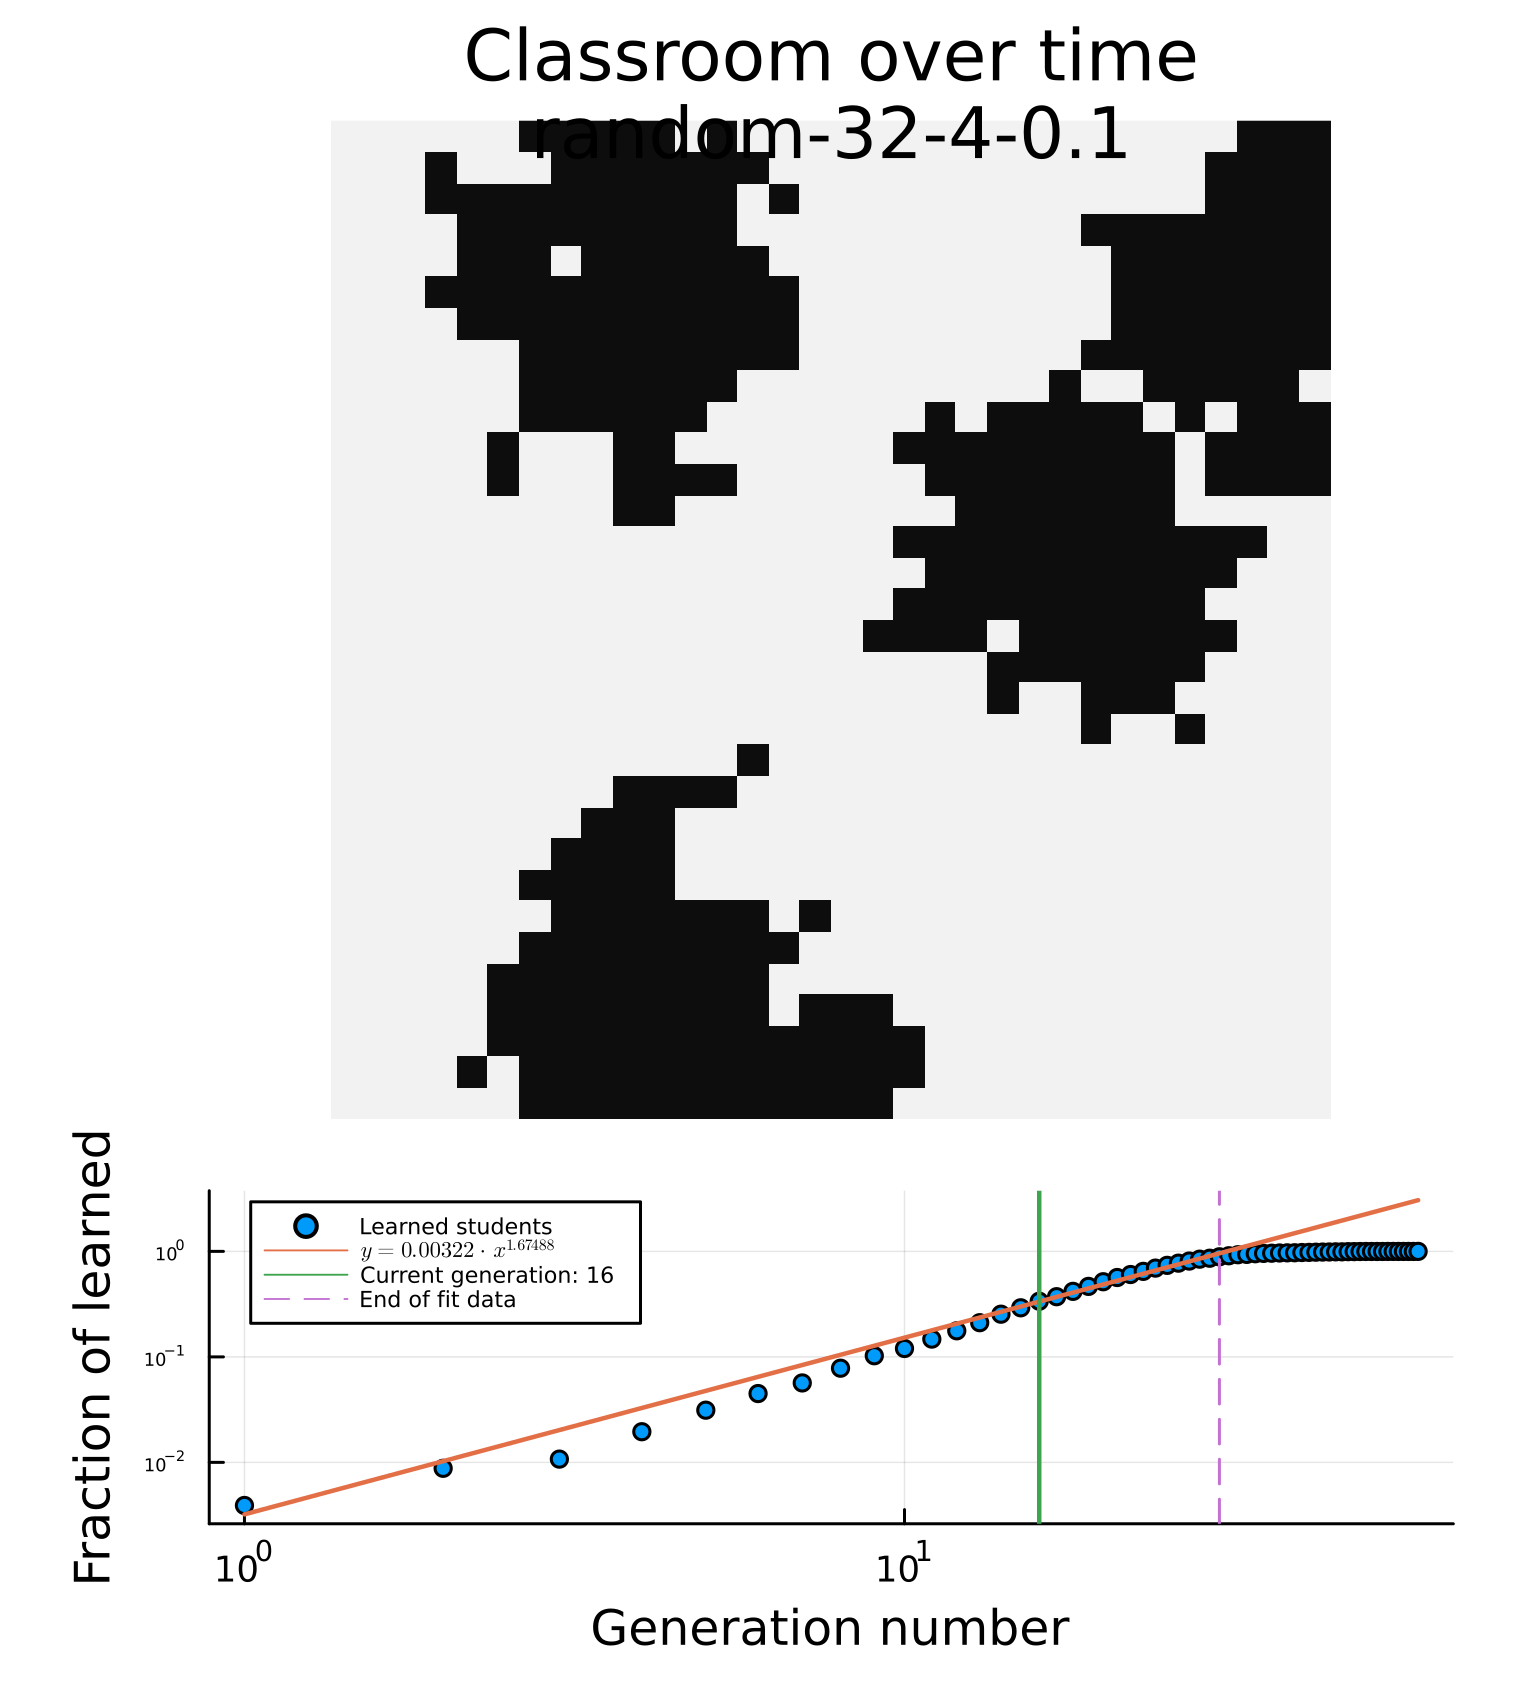 Classroom over time
random-32-4-0.1
Fraction of learned
Learned students
y = 0.00322 · x^1.67488
Current generation: 16
End of fit data
10^0
10^-1
10^-2
10^0
10^1
Generation number